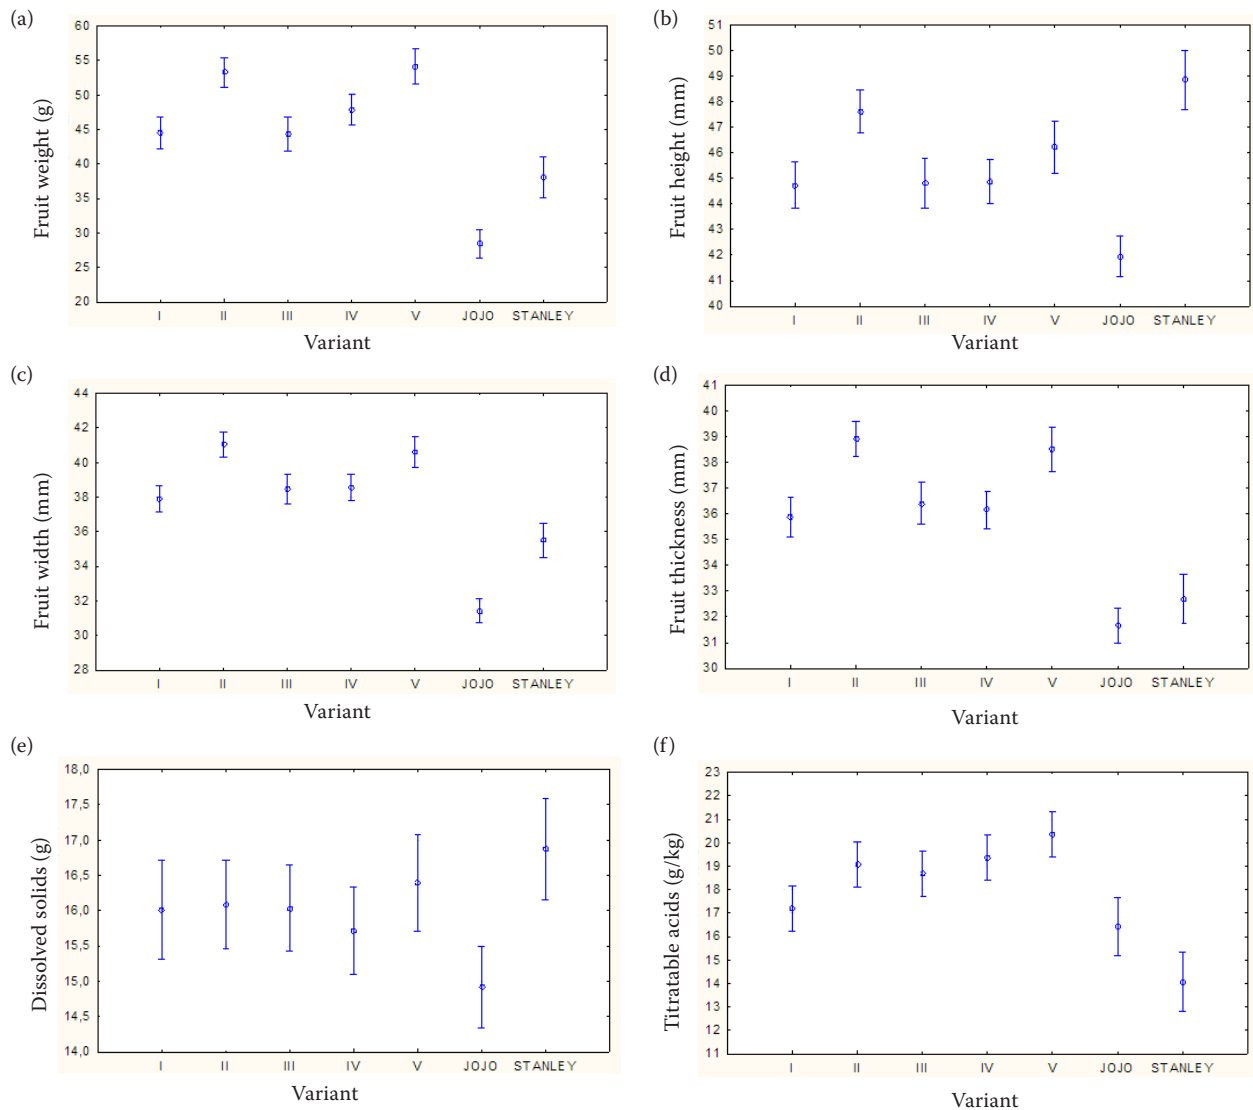 (a)
60
55
50
45
40
35
30
25
20
Fruit weight (g)
I II III IV V JOJO STANLEY
Variant
(b)
51
50
49
48
47
46
45
44
43
42
41
40
Fruit height (mm)
I II III IV V JOJO STANLEY
Variant
(c)
44
42
40
38
36
34
32
30
28
Fruit width (mm)
I II III IV V JOJO STANLEY
Variant
(d)
41
40
39
38
37
36
35
34
33
32
31
30
Fruit thickness (mm)
I II III IV V JOJO STANLEY
Variant
(e)
18,0
17,5
17,0
16,5
16,0
15,5
15,0
14,5
14,0
Dissolved solids (g)
I II III IV V JOJO STANLEY
Variant
(f)
23
22
21
20
19
18
17
16
15
14
13
12
11
Titratable acids (g/kg)
I II III IV V JOJO STANLEY
Variant